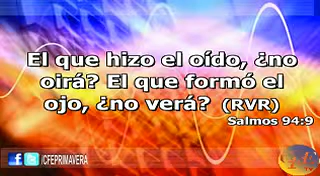 El que hizo el oído, ¿no
oirá? El que formó el
ojo, ¿no verá? (RVR)
Salmos 94:9
/CFEPRIMAVERA